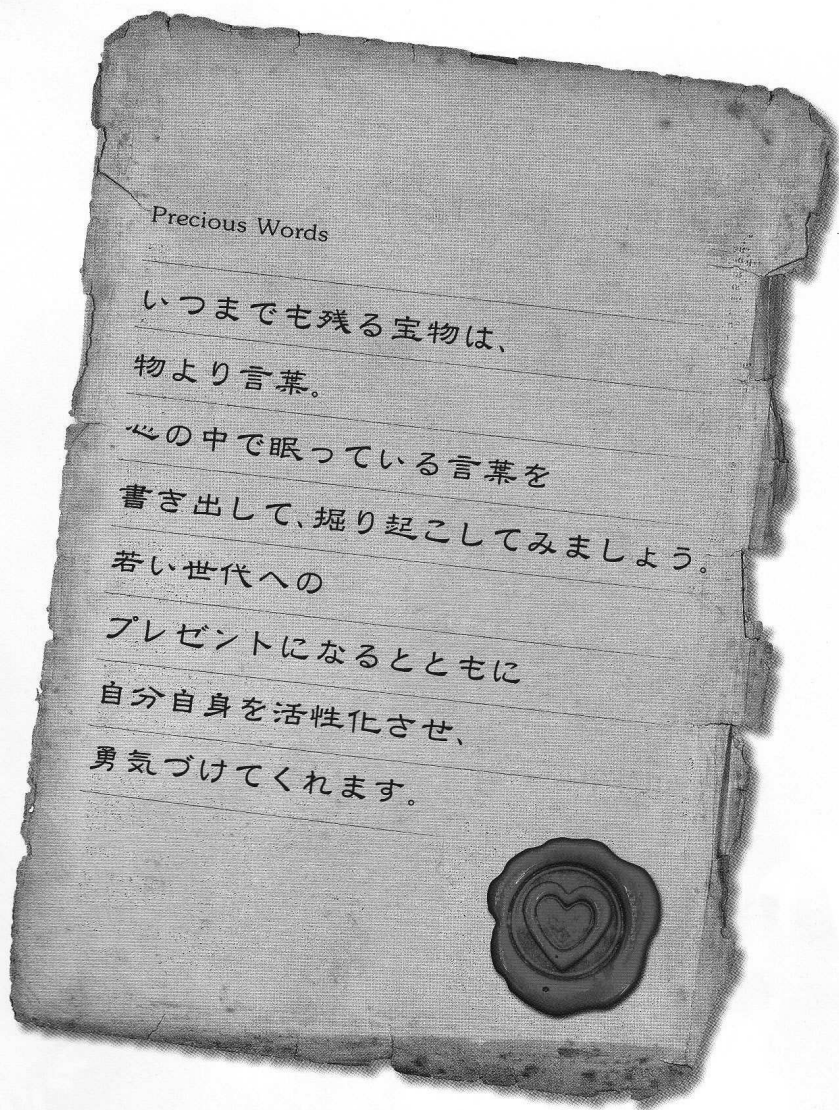 Precious Words
いつまでも残る宝物は、
物より言葉。
心の中で眠っている言葉を
書き出して、掘り起こしてみましょう。
若い世代への
プレゼントになるとともに
自分自身を活性化させ、
勇気づけてくれます。